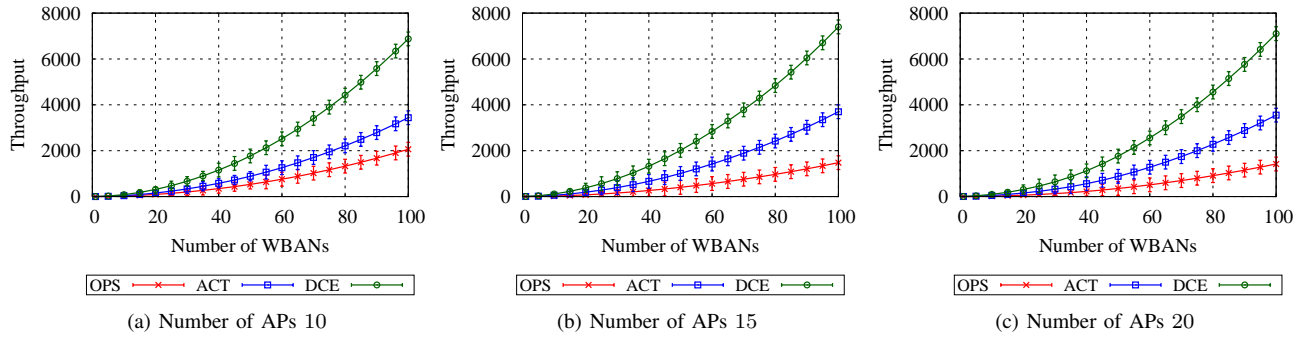 8000
6000
4000
2000
0
Throughput
0 20 40 60 80 100
Number of WBANs
OPS ACT DCE
(a) Number of APs 10
8000
6000
4000
2000
0
Throughput
0 20 40 60 80 100
Number of WBANs
OPS ACT DCE
(b) Number of APs 15
8000
6000
4000
2000
0
Throughput
0 20 40 60 80 100
Number of WBANs
OPS ACT DCE
(c) Number of APs 20